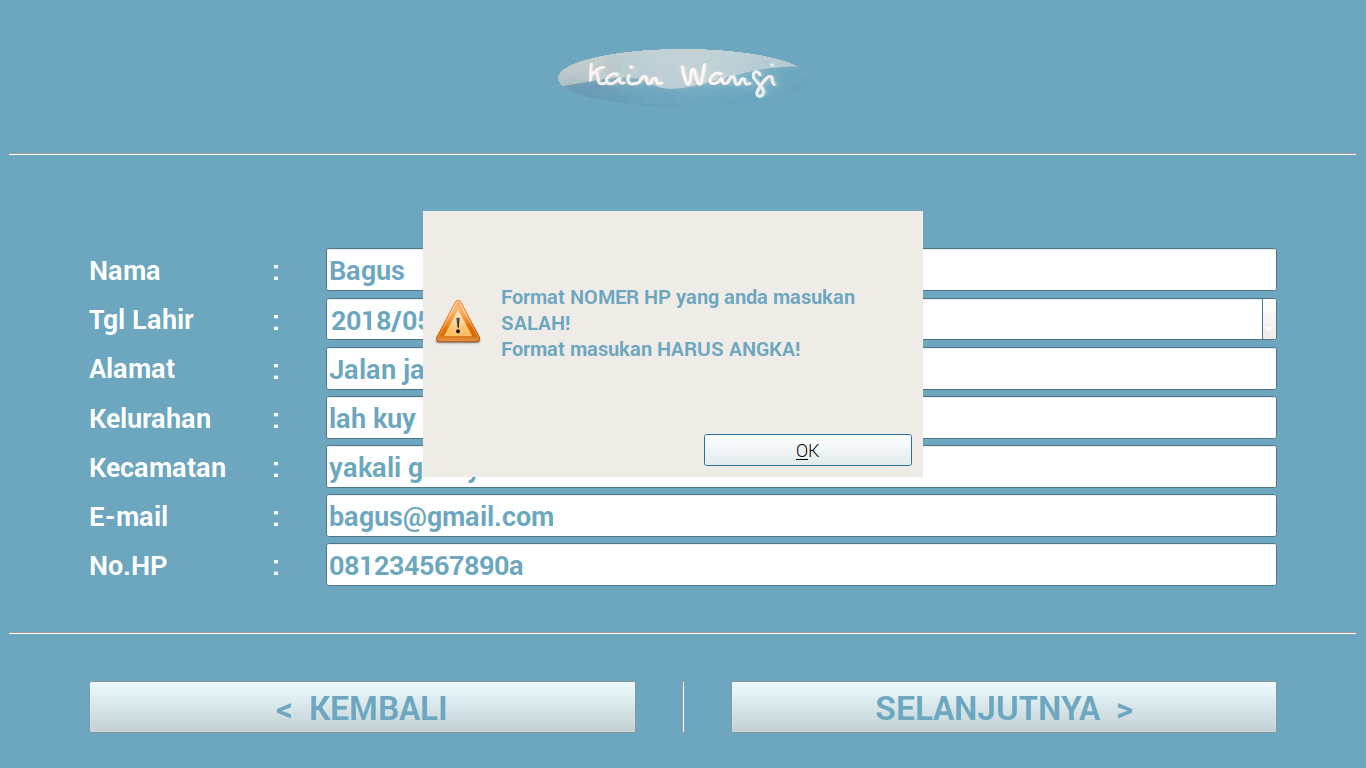 Kain Wangi
Nama : Bagus
Tgl Lahir : 2018/05
Alamat : Jalan ja
Kelurahan : lah kuy
Kecamatan : yakali g
E-mail : bagus@gmail.com
No.HP : 081234567890a
Format NOMER HP yang anda masukan
SALAH!
Format masukan HARUS ANGKA!
OK
< KEMBALI
SELANJUTNYA >